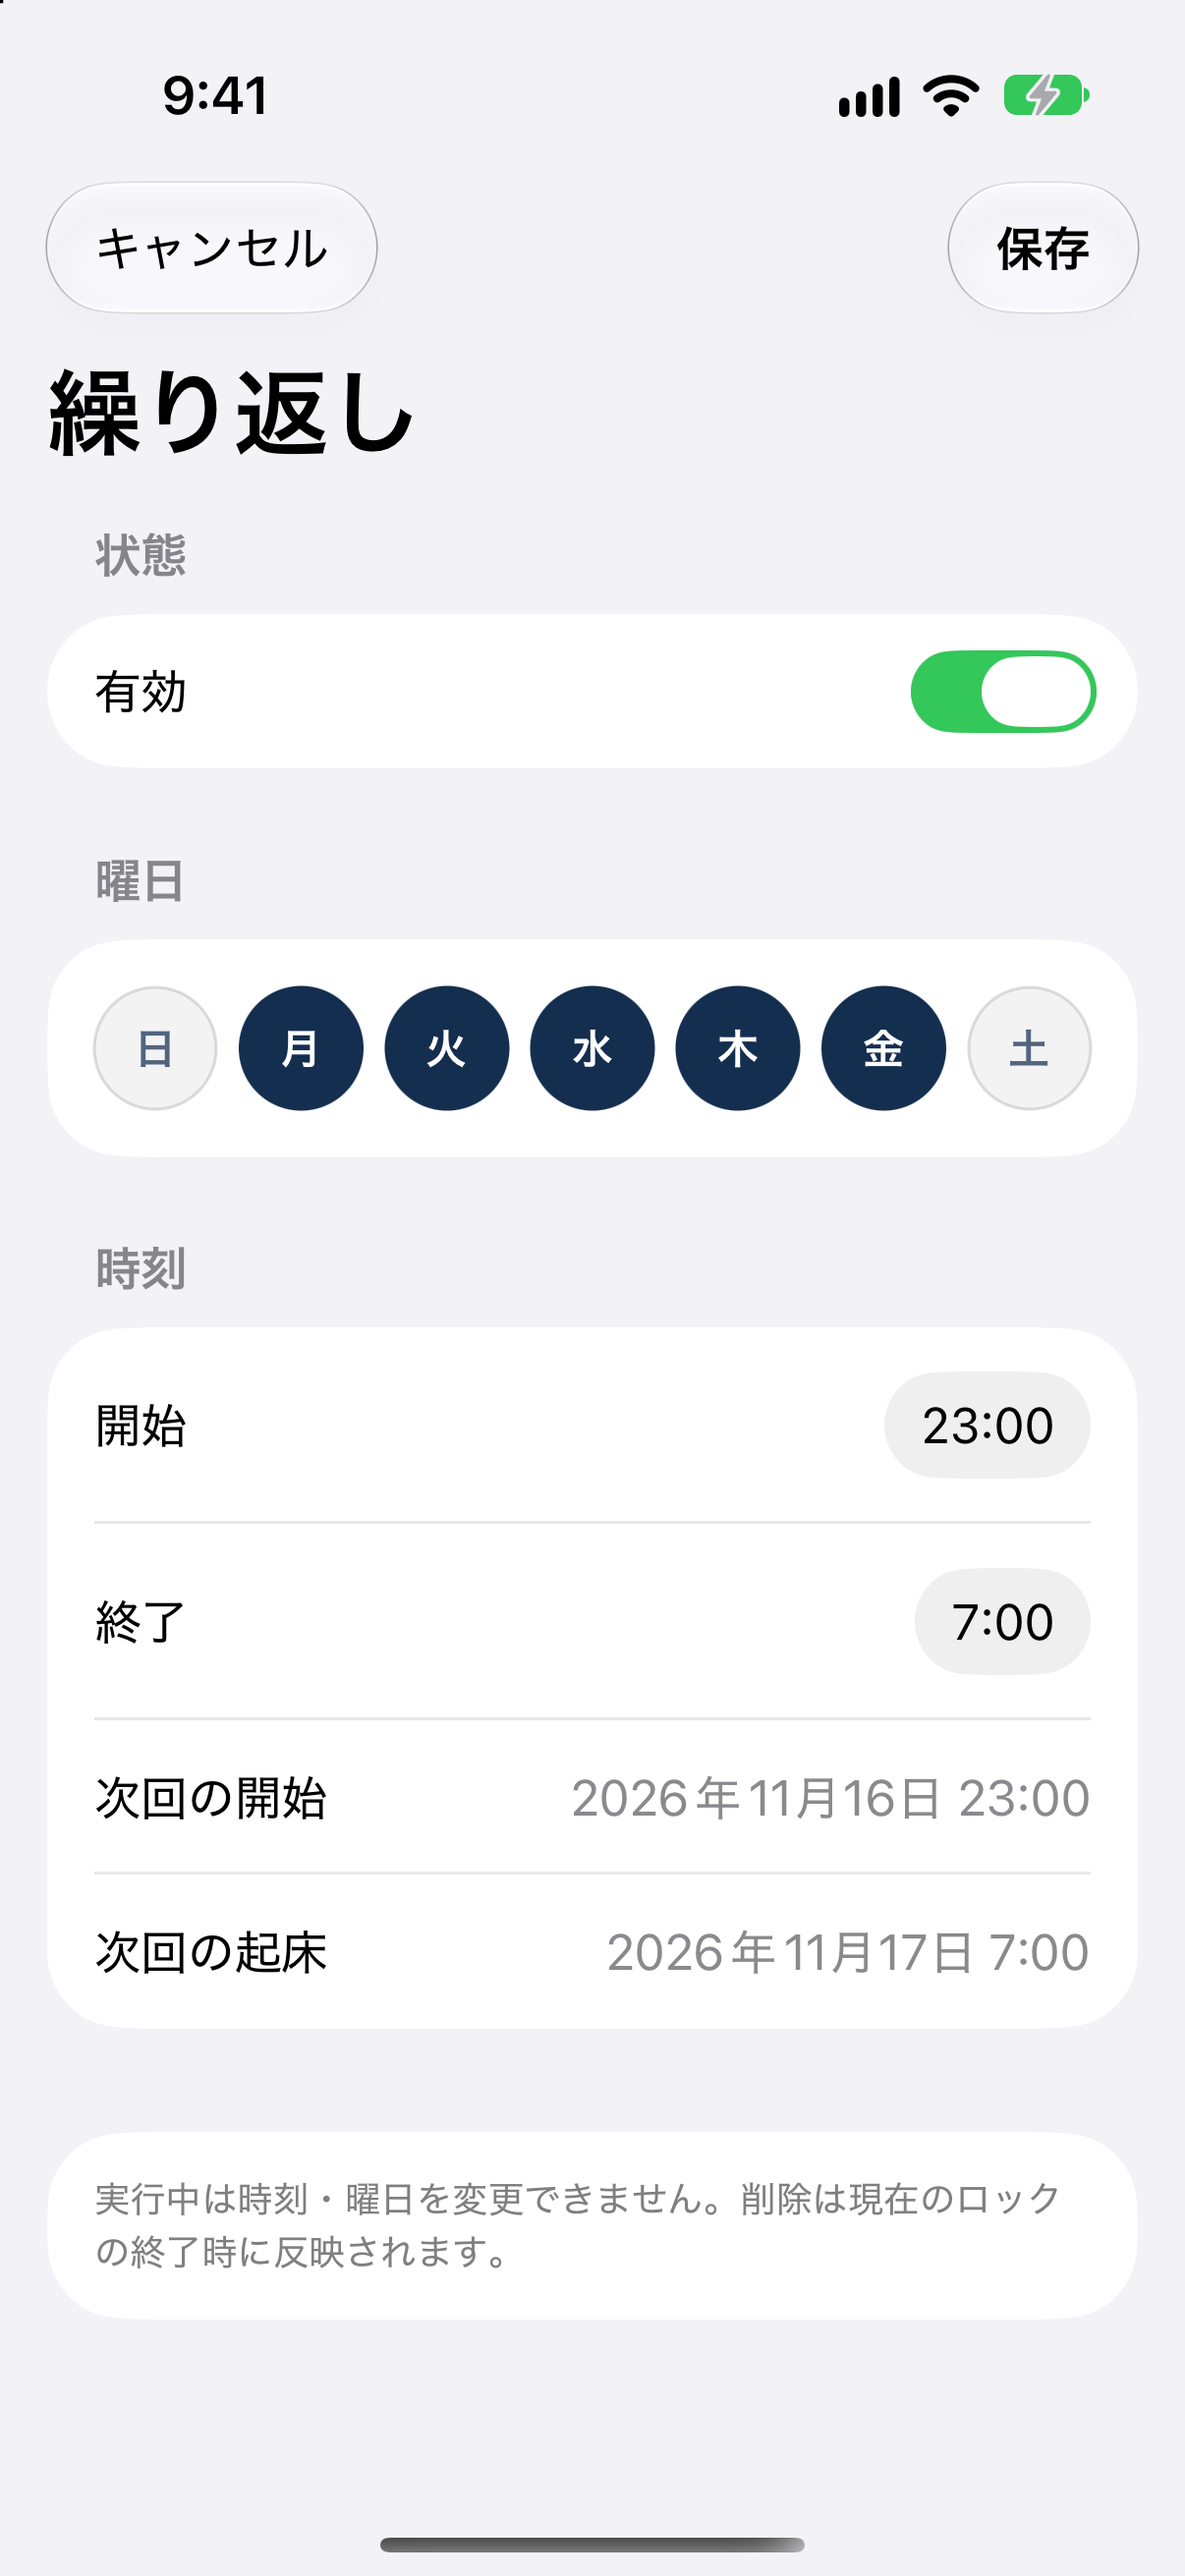 9:41
キャンセル
保存
繰り返し
状態
有効
曜日
日 月 火 水 木 金 土
時刻
開始 23:00
終了 7:00
次回の開始 2026年11月16日 23:00
次回の起床 2026年11月17日 7:00
実行中は時刻・曜日を変更できません。削除は現在のロック
の終了時に反映されます。